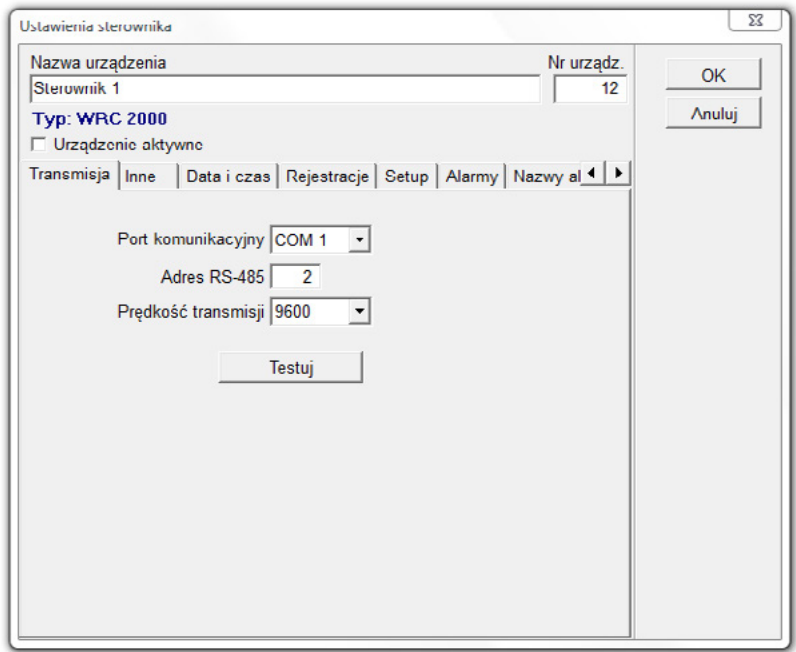 Ustawienia sterownika
Nazwa urządzenia Nr urządz.
Sterownik 1 12
OK
Anuluj
Typ: WRC 2000
Urządzenie aktywne
Transmisja Inne Data i czas Rejestracje Setup Alarmy Nazwy al
Port komunikacyjny COM 1
Adres RS-485 2
Prędkość transmisji 9600
Testuj